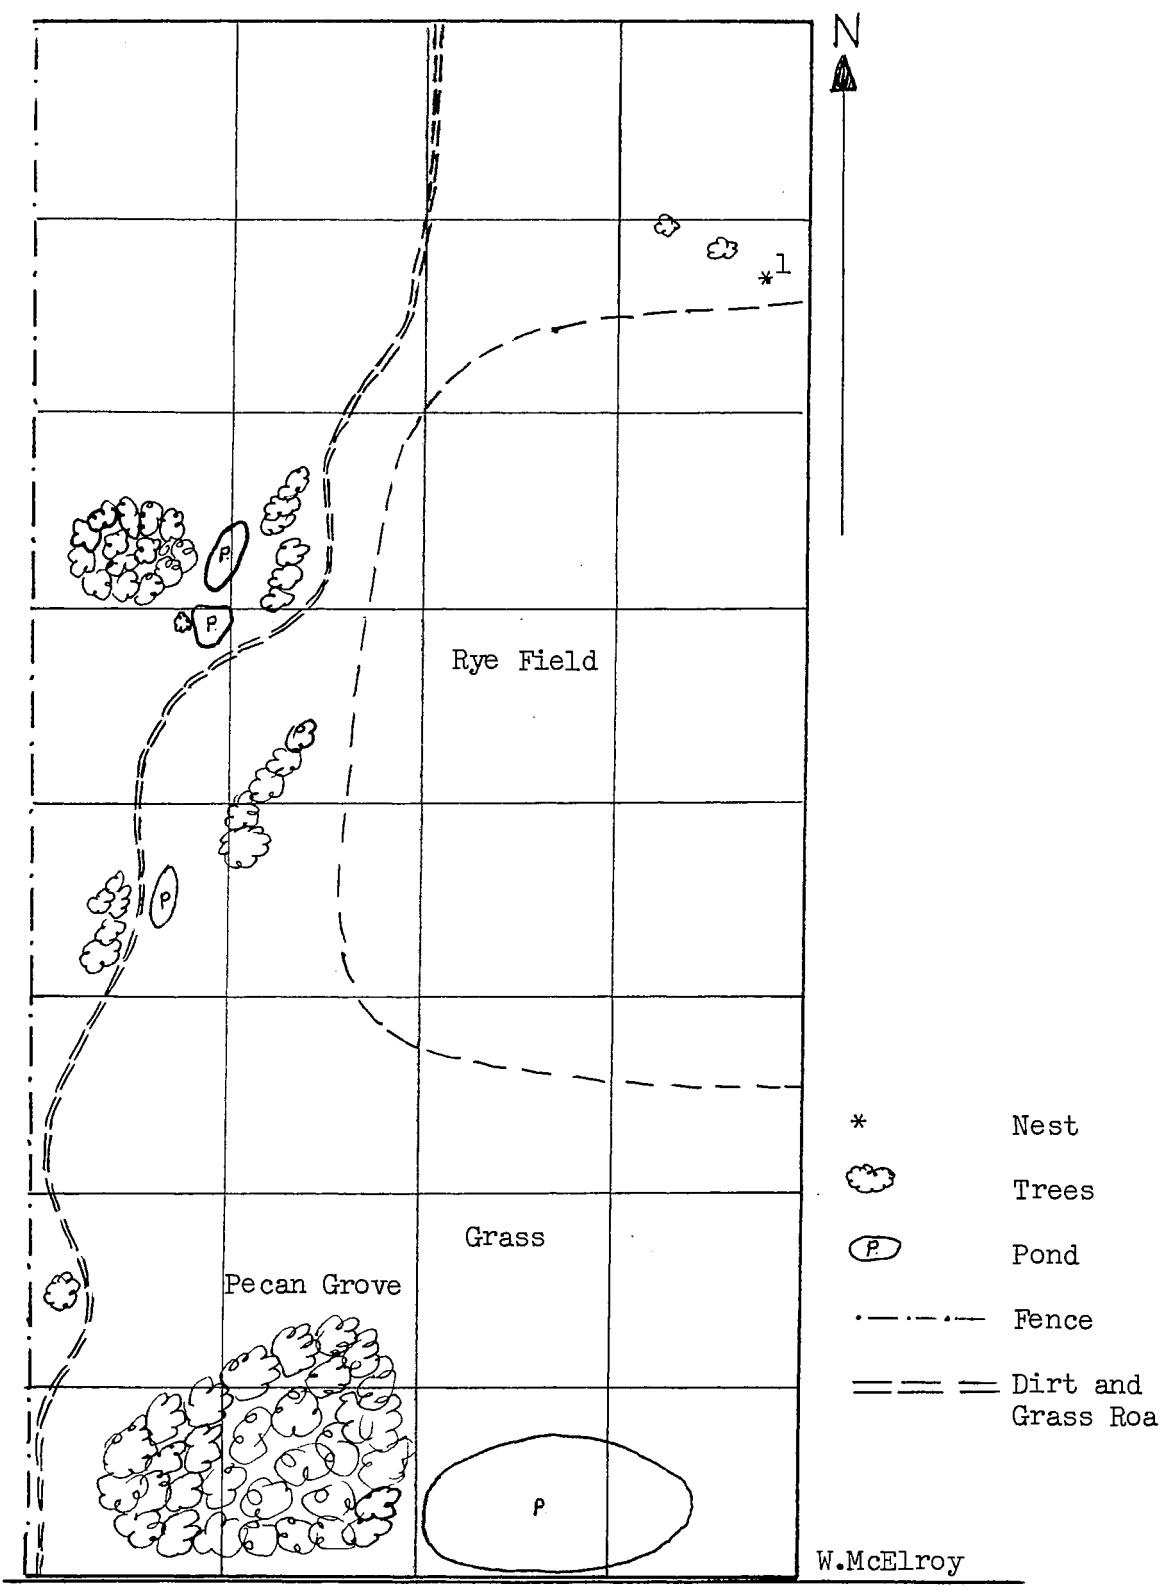 N
1
P.
P.
Rye Field
P
Grass
Pecan Grove
P.
* Nest
Trees
P. Pond
Fence
Dirt and
Grass Roa
W.McElroy